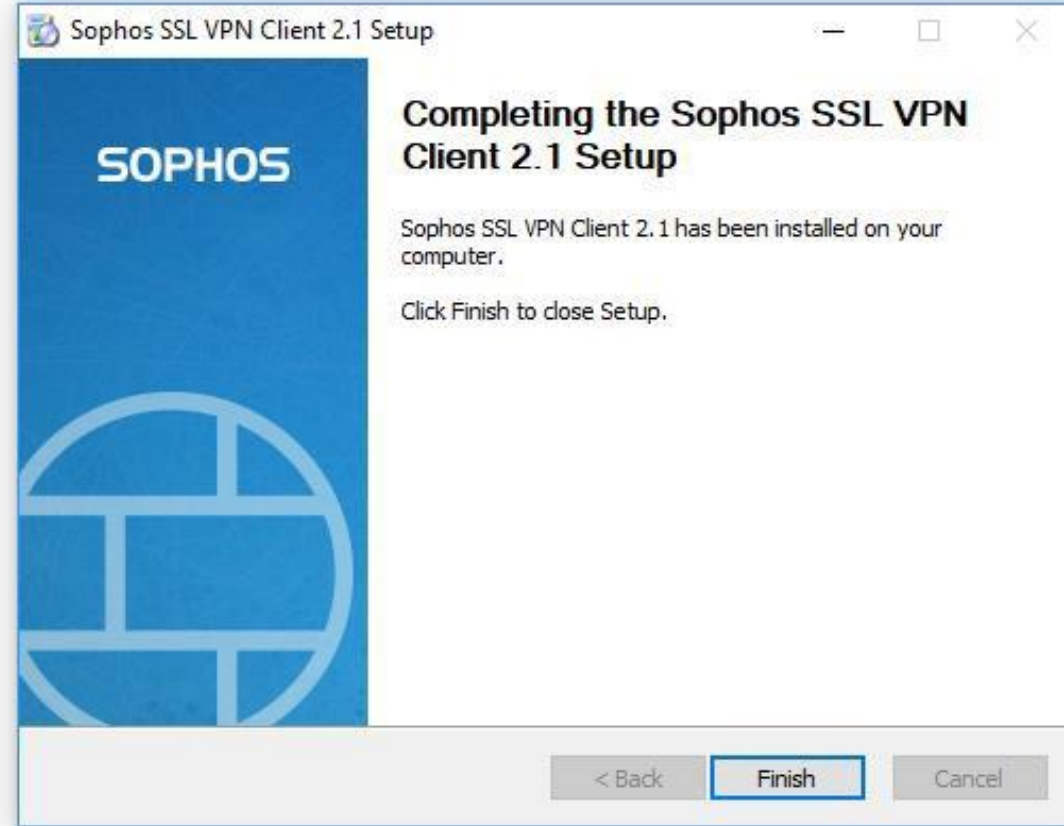 Sophos SSL VPN Client 2.1 Setup
SOPHOS
Completing the Sophos SSL VPN
Client 2.1 Setup
Sophos SSL VPN Client 2.1 has been installed on your
computer.
Click Finish to close Setup.
< Back
Finish
Cancel